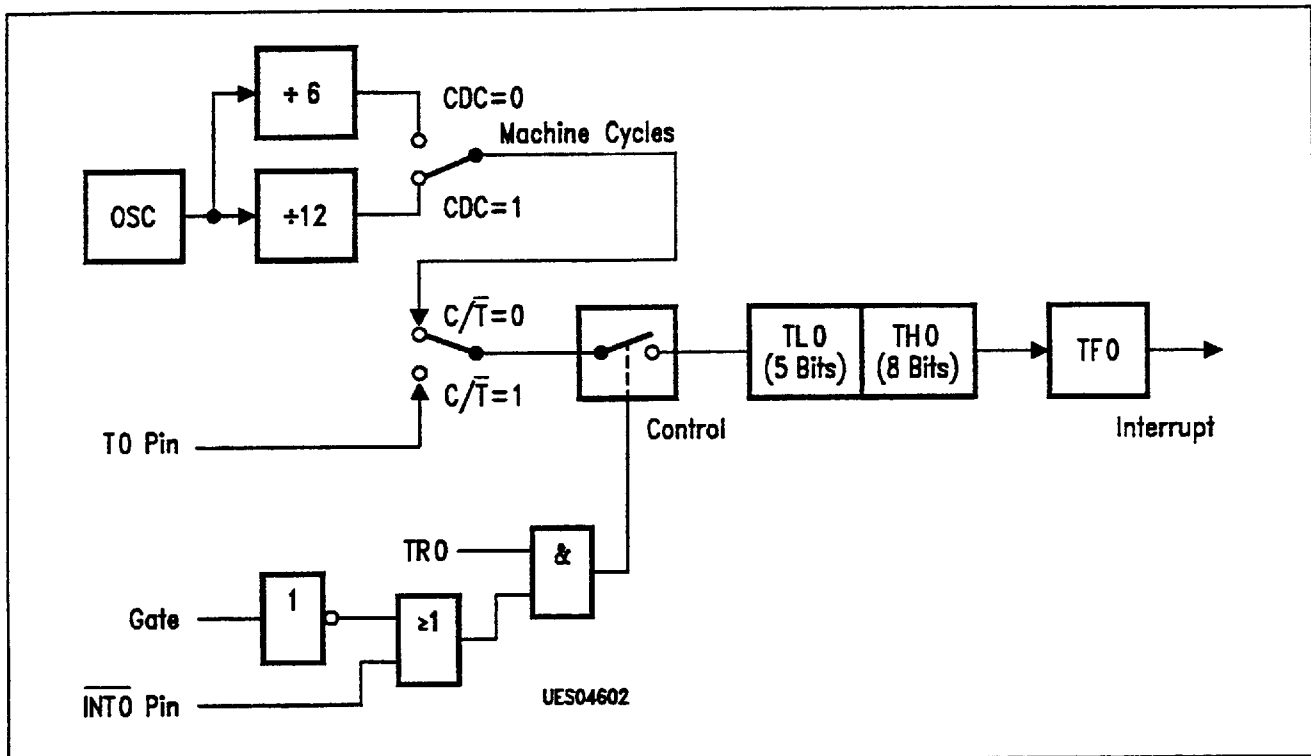 ÷ 6
CDC=0
Machine Cycles
OSC
÷12
CDC=1
C/T̅=0
TL0
(5 Bits)
TH0
(8 Bits)
TF0
C/T̅=1
T0 Pin
Control
Interrupt
TR0
&
1
Gate
≥1
I̅N̅T̅0̅ Pin
UES04602